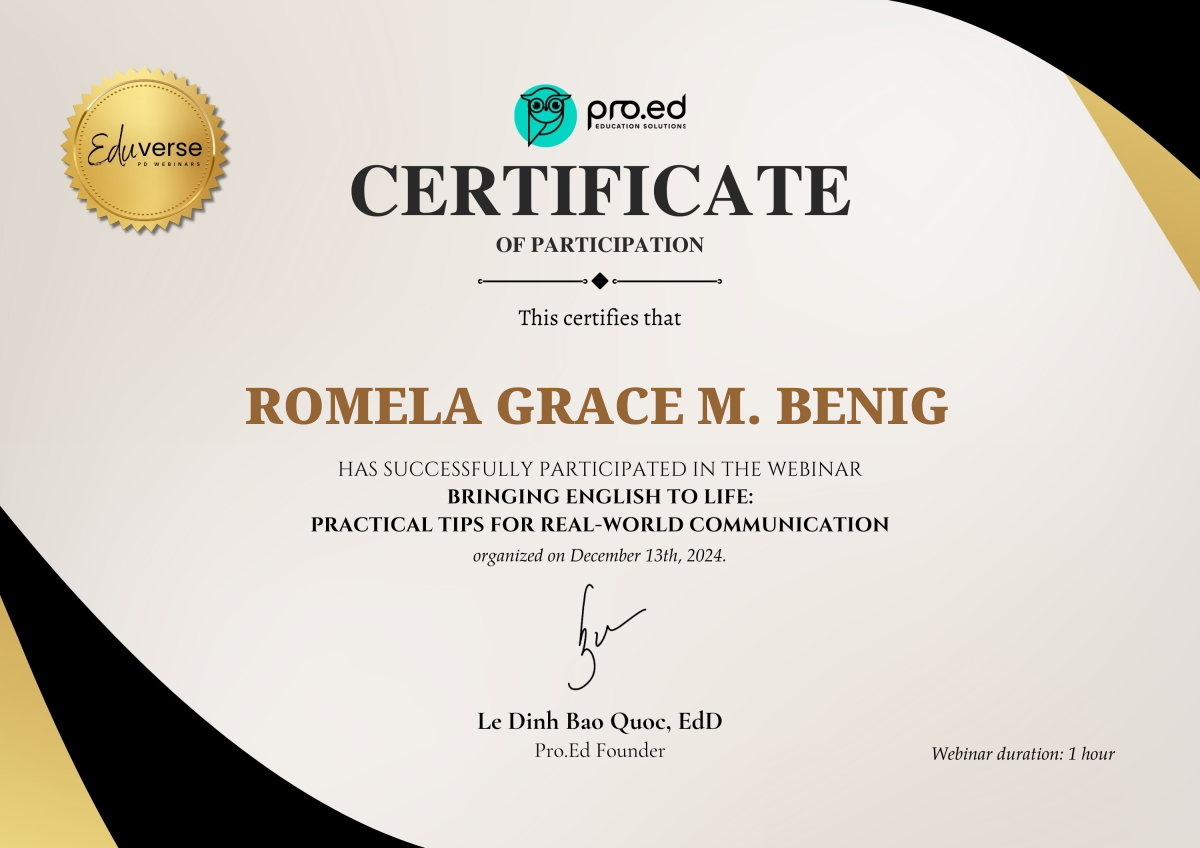 Eduverse
PD WEBINARS
pro.ed
EDUCATION SOLUTIONS
CERTIFICATE
OF PARTICIPATION
This certifies that
ROMELA GRACE M. BENIG
HAS SUCCESSFULLY PARTICIPATED IN THE WEBINAR
BRINGING ENGLISH TO LIFE:
PRACTICAL TIPS FOR REAL-WORLD COMMUNICATION
organized on December 13th, 2024.
Le Dinh Bao Quoc, EdD
Pro.Ed Founder
Webinar duration: 1 hour